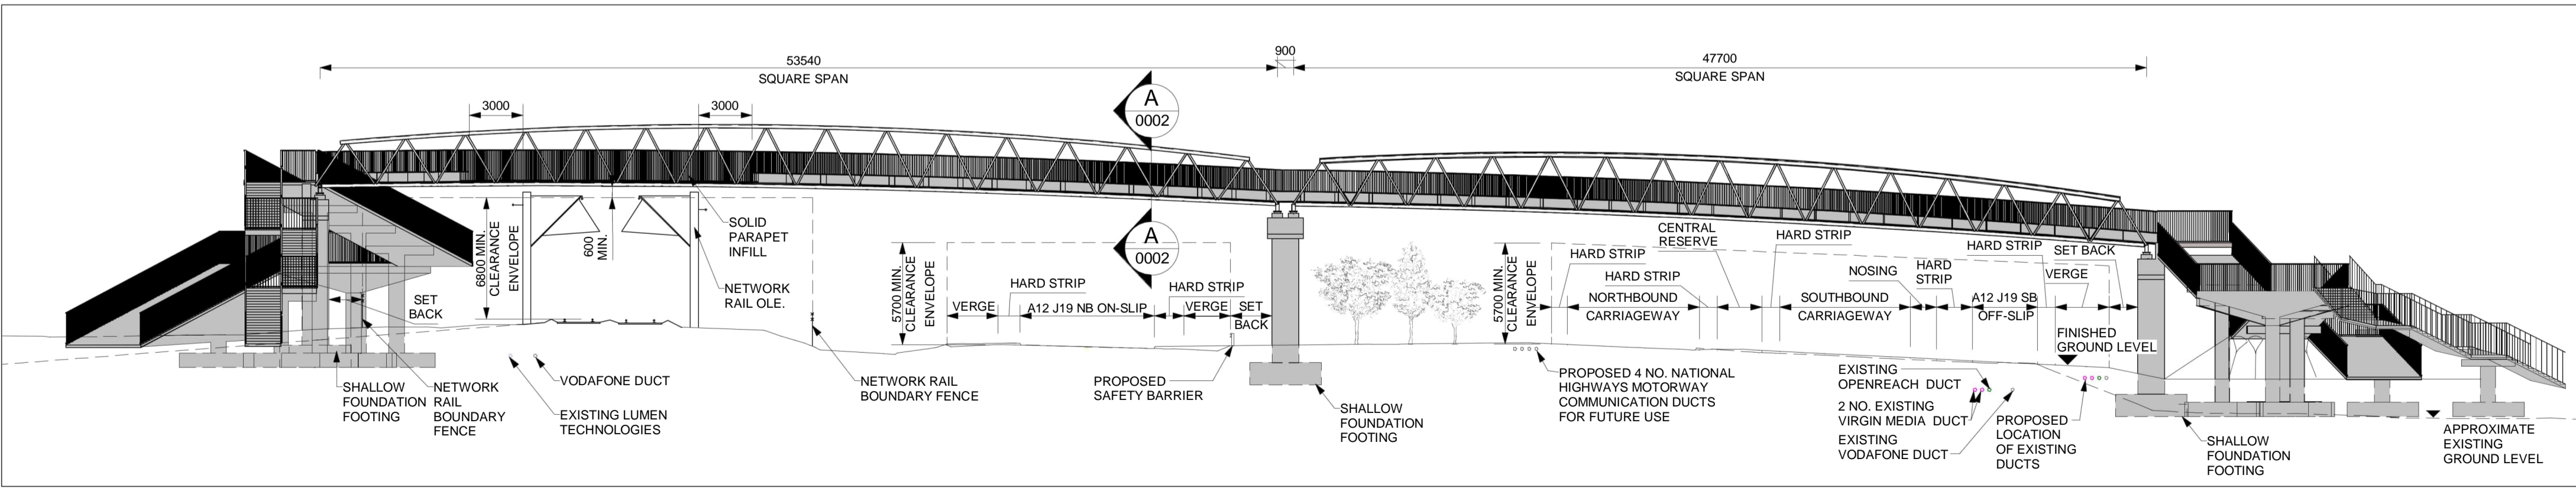 53540
SQUARE SPAN
900
47700
SQUARE SPAN
3000
3000
A
0002
6800 MIN.
CLEARANCE
ENVELOPE
600
MIN.
SOLID
PARAPET
INFILL
NETWORK
RAIL OLE.
SET
BACK
5700 MIN.
CLEARANCE
ENVELOPE
A
0002
VERGE
HARD STRIP
A12 J19 NB ON-SLIP
HARD STRIP
VERGE
SET
BACK
5700 MIN.
CLEARANCE
ENVELOPE
HARD STRIP
HARD STRIP
NORTHBOUND
CARRIAGEWAY
CENTRAL
RESERVE
HARD STRIP
SOUTHBOUND
CARRIAGEWAY
NOSING
HARD
STRIP
HARD STRIP
A12 J19 SB
OFF-SLIP
SET BACK
VERGE
FINISHED
GROUND LEVEL
SHALLOW
FOUNDATION
FOOTING
NETWORK
RAIL
BOUNDARY
FENCE
VODAFONE DUCT
EXISTING LUMEN
TECHNOLOGIES
NETWORK RAIL
BOUNDARY FENCE
PROPOSED
SAFETY BARRIER
SHALLOW
FOUNDATION
FOOTING
PROPOSED 4 NO. NATIONAL
HIGHWAYS MOTORWAY
COMMUNICATION DUCTS
FOR FUTURE USE
EXISTING
OPENREACH DUCT
2 NO. EXISTING
VIRGIN MEDIA DUCT
EXISTING
VODAFONE DUCT
PROPOSED
LOCATION
OF EXISTING
DUCTS
SHALLOW
FOUNDATION
FOOTING
APPROXIMATE
EXISTING
GROUND LEVEL